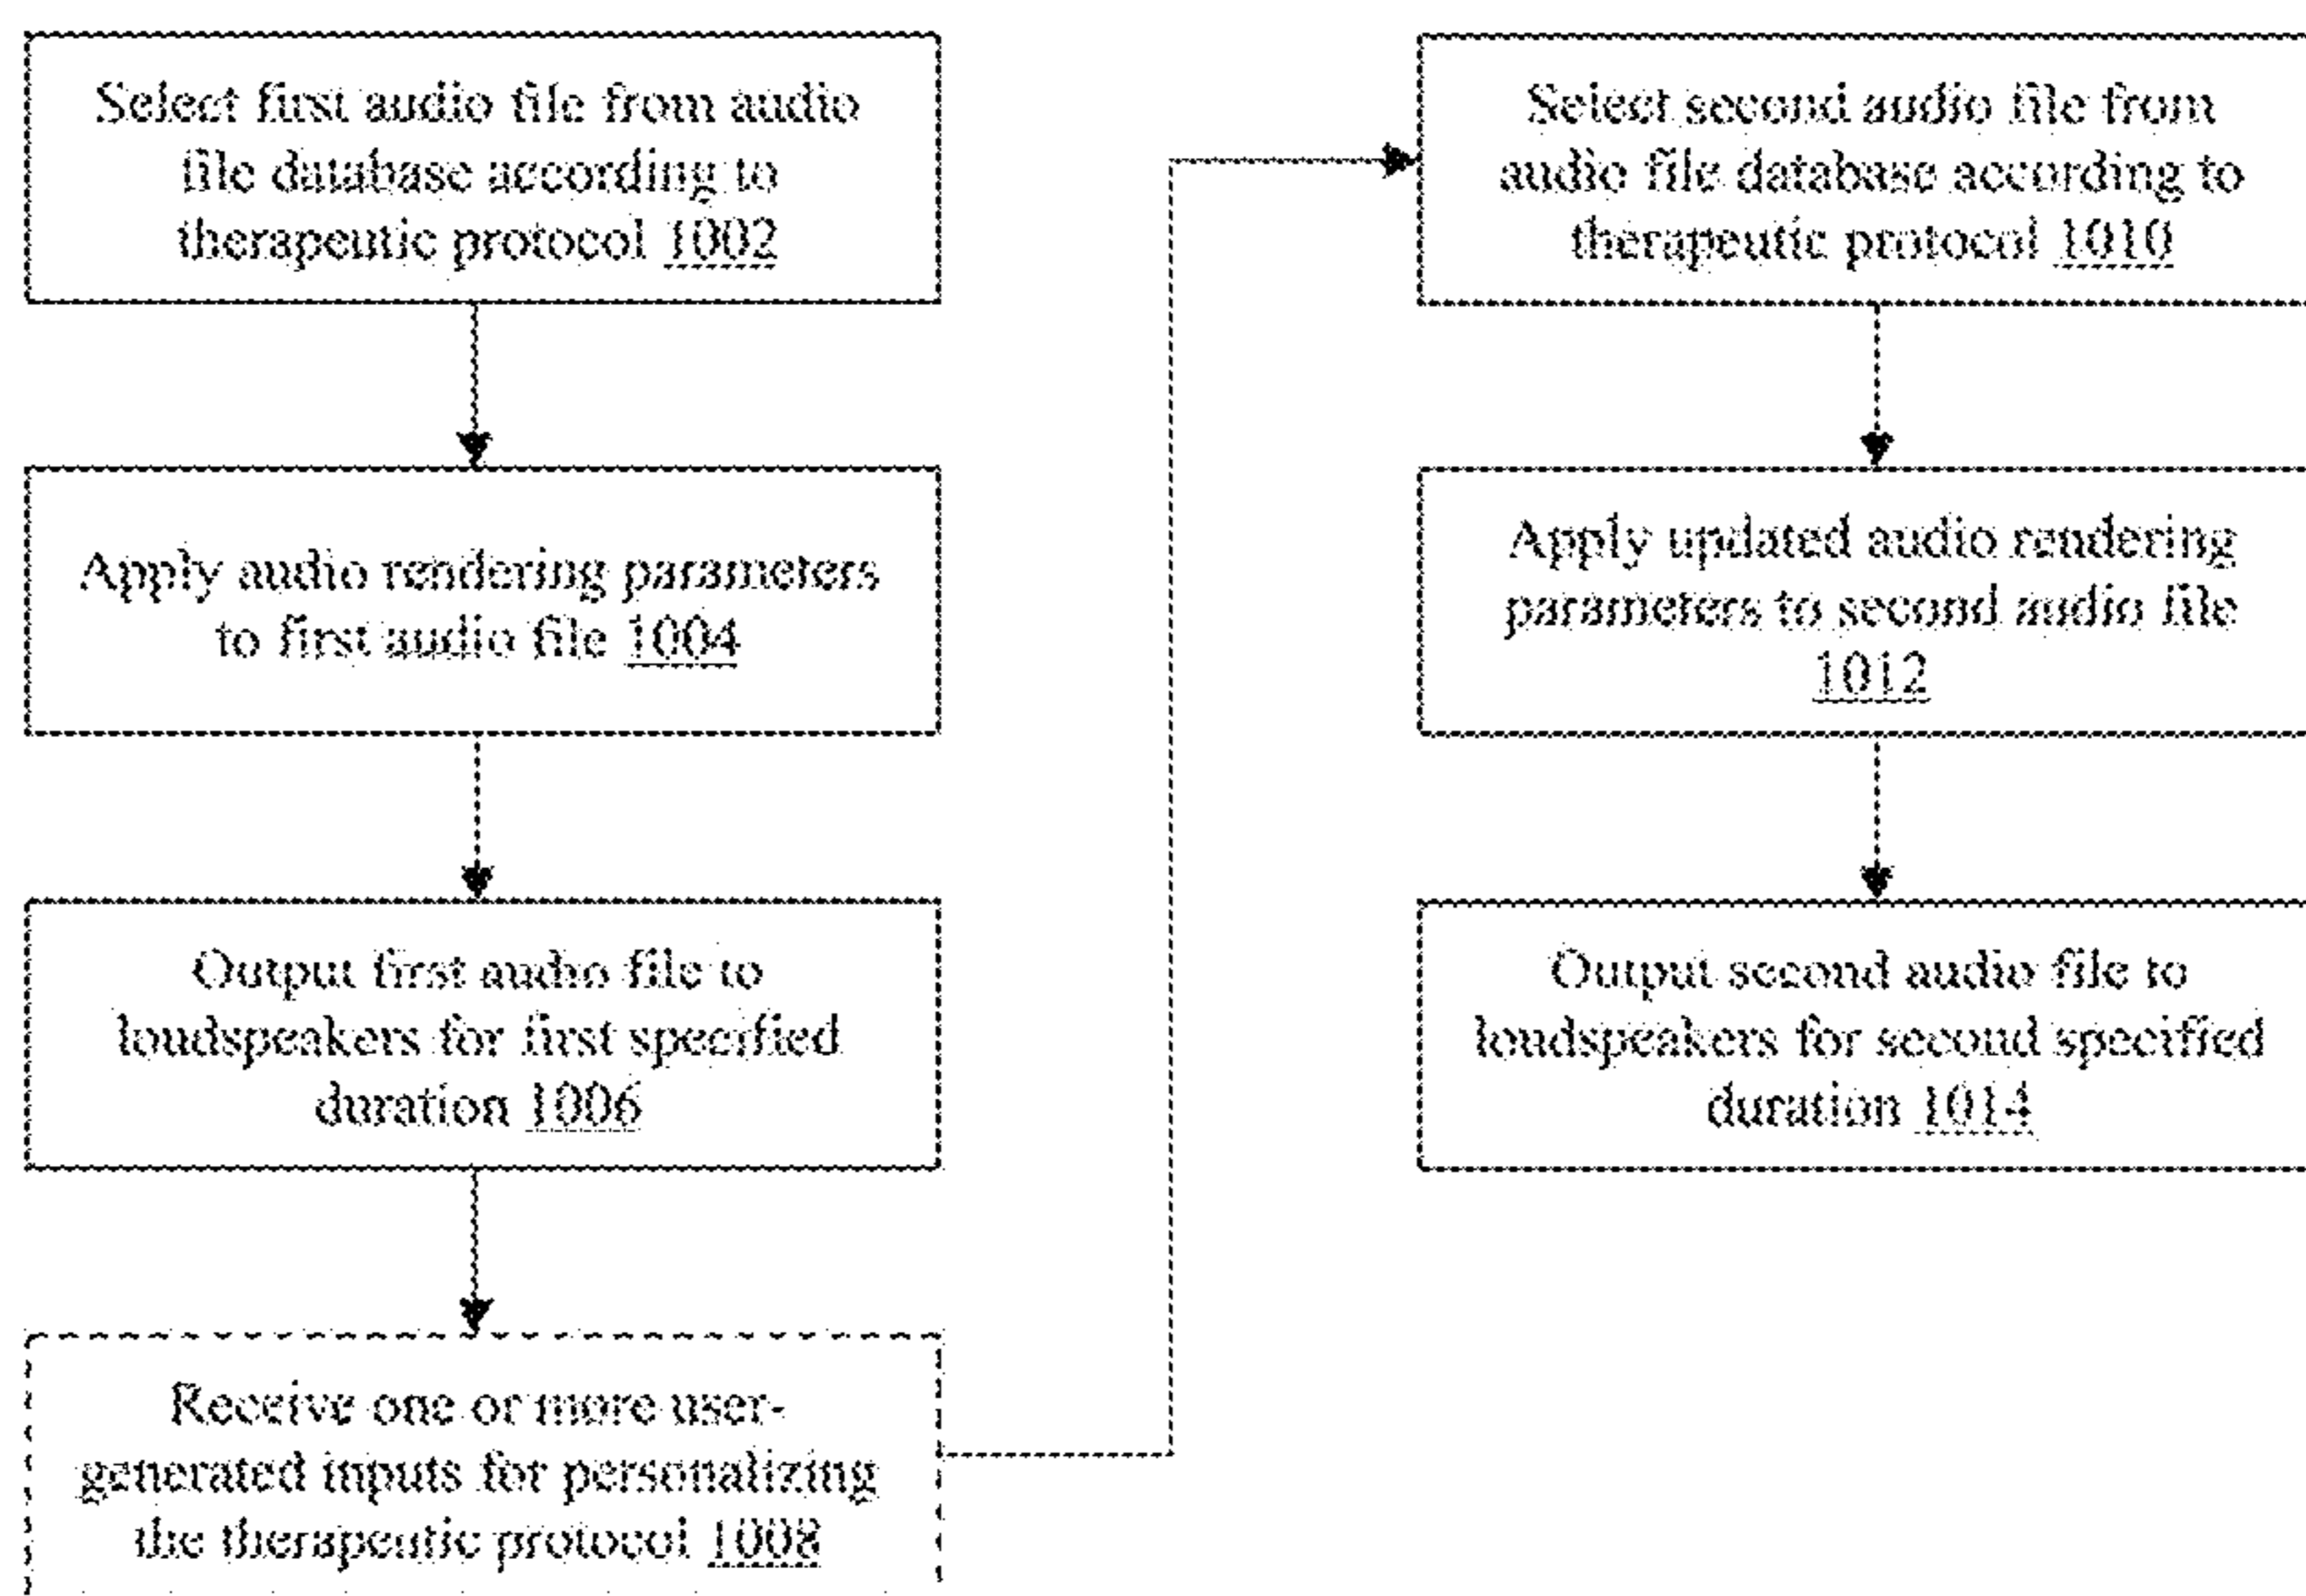 Select first audio file from audio
file database according to
therapeutic protocol 1002
Apply audio rendering parameters
to first audio file 1004
Output first audio file to
loudspeakers for first specified
duration 1006
Receive one or more user-
generated inputs for personalizing
the therapeutic protocol 1008
Select second audio file from
audio file database according to
therapeutic protocol 1010
Apply updated audio rendering
parameters to second audio file
1012
Output second audio file to
loudspeakers for second specified
duration 1014